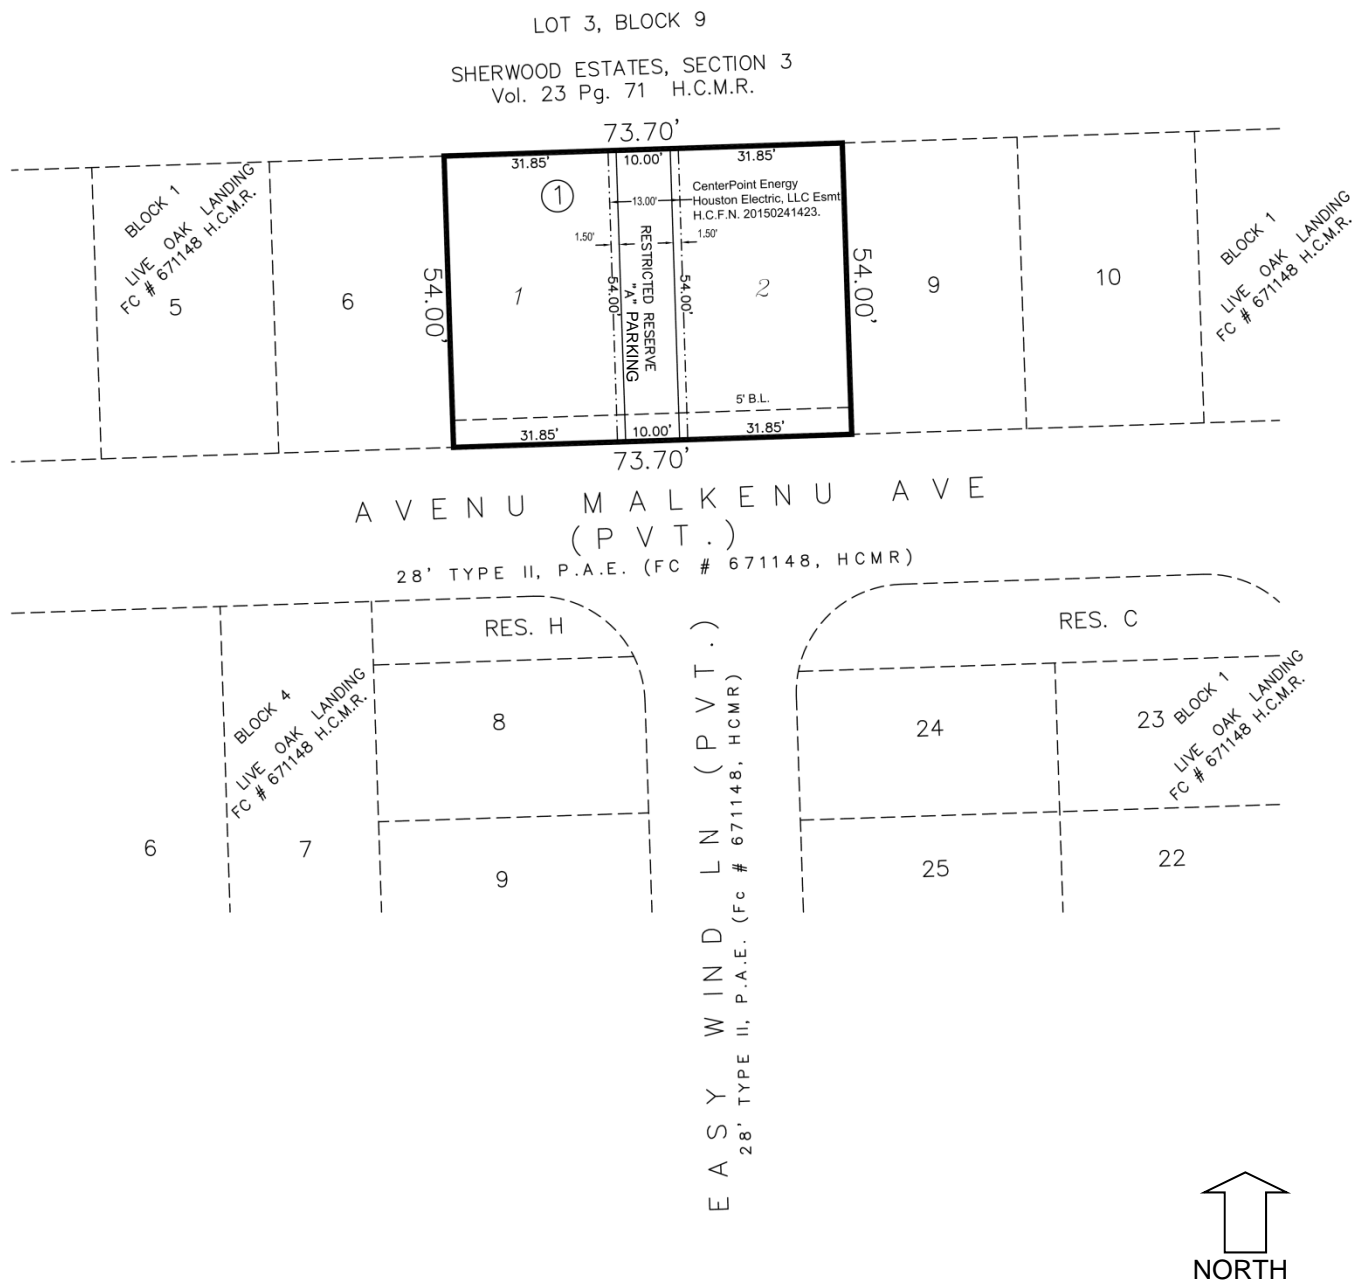 LOT 3, BLOCK 9
SHERWOOD ESTATES, SECTION 3
Vol. 23 Pg. 71 H.C.M.R.
73.70'
31.85'
10.00'
31.85'
1
CenterPoint Energy
Houston Electric, LLC Esmt
H.C.F.N. 20150241423.
13.00'
1.50'
1.50'
BLOCK 1
LIVE OAK LANDING
FC # 671148 H.C.M.R.
5
6
54.00'
1
54.00'
RESTRICTED RESERVE
"A" PARKING
54.00'
2
54.00'
9
10
BLOCK 1
LIVE OAK LANDING
FC # 671148 H.C.M.R.
5' B.L.
31.85'
10.00'
31.85'
73.70'
AVENU MALKENU AVE
(PVT.)
28' TYPE II, P.A.E. (FC # 671148, HCMR)
RES. H
RES. C
BLOCK 4
LIVE OAK LANDING
FC # 671148 H.C.M.R.
8
24
23
BLOCK 1
LIVE OAK LANDING
FC # 671148 H.C.M.R.
6
7
9
25
22
EASY WIND LN (PVT.)
28' TYPE II, P.A.E. (Fc # 671148, HCMR)
NORTH